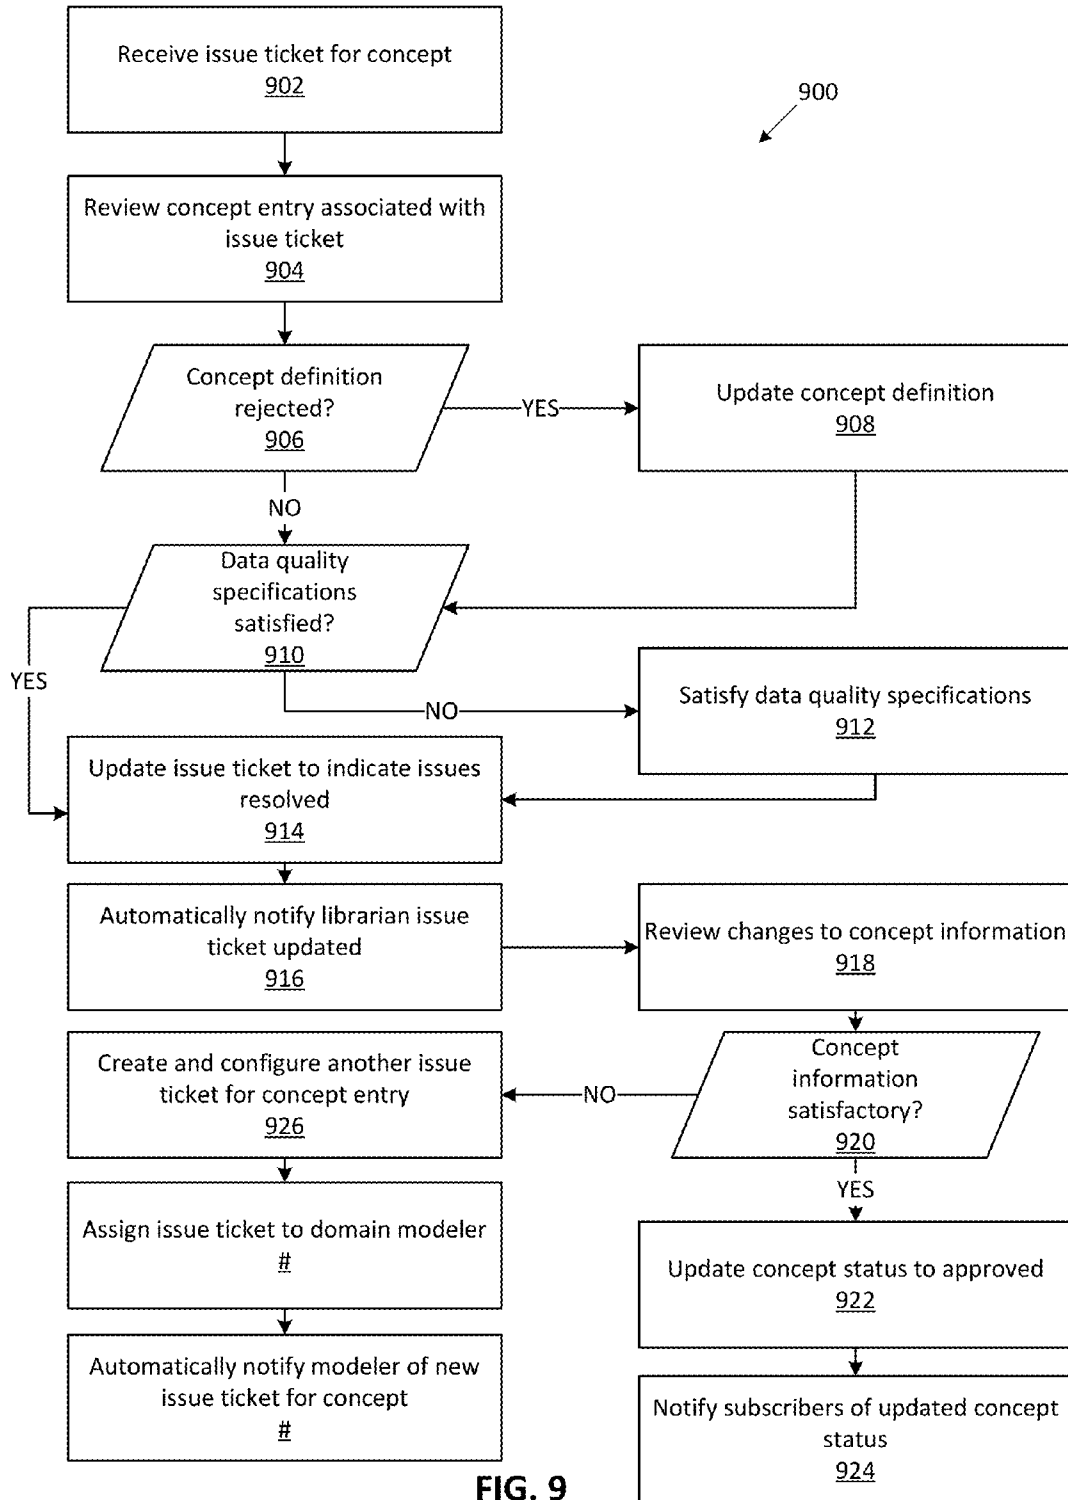 Receive issue ticket for concept
902
900
Review concept entry associated with
issue ticket
904
Concept definition
rejected?
906
YES
Update concept definition
908
NO
Data quality
specifications
satisfied?
910
YES
NO
Satisfy data quality specifications
912
Update issue ticket to indicate issues
resolved
914
Automatically notify librarian issue
ticket updated
916
Review changes to concept information
918
Concept
information
satisfactory?
920
NO
Create and configure another issue
ticket for concept entry
926
YES
Assign issue ticket to domain modeler
#
Update concept status to approved
922
Automatically notify modeler of new
issue ticket for concept
#
Notify subscribers of updated concept
status
924
FIG. 9